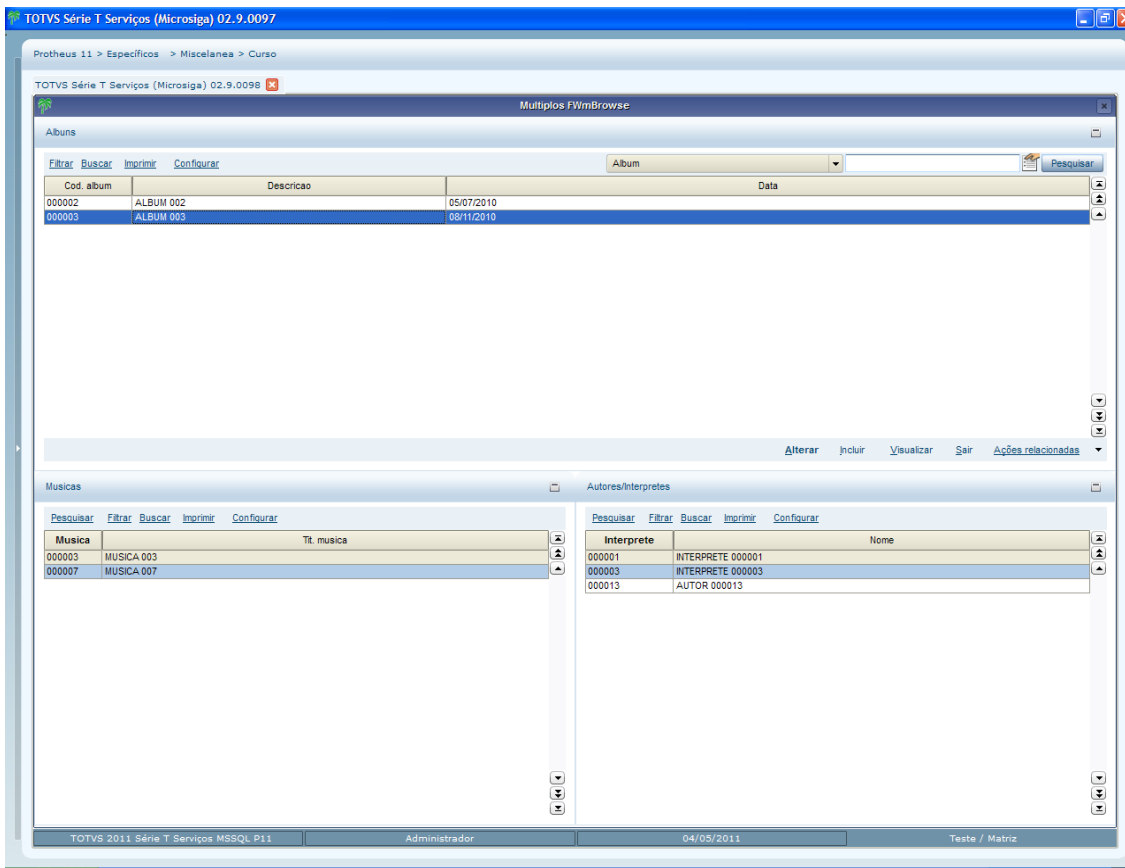 TOTVS Série T Serviços (Microsiga) 02.9.0097
Protheus 11 > Específicos > Miscelanea > Curso
TOTVS Série T Serviços (Microsiga) 02.9.0098
Multiplos FWmBrowse
Albuns
Filtrar Buscar Imprimir Configurar Album Pesquisar
Cod. album Descricao Data
000002 ALBUM 002 05/07/2010
000003 ALBUM 003 08/11/2010
Alterar Incluir Visualizar Sair Ações relacionadas
Musicas
Pesquisar Filtrar Buscar Imprimir Configurar
Musica Tit. musica
000003 MUSICA 003
000007 MUSICA 007
Autores/Interpretes
Pesquisar Filtrar Buscar Imprimir Configurar
Interprete Nome
000001 INTERPRETE 000001
000003 INTERPRETE 000003
000013 AUTOR 000013
TOTVS 2011 Série T Serviços MSSQL P11 Administrador 04/05/2011 Teste / Matriz